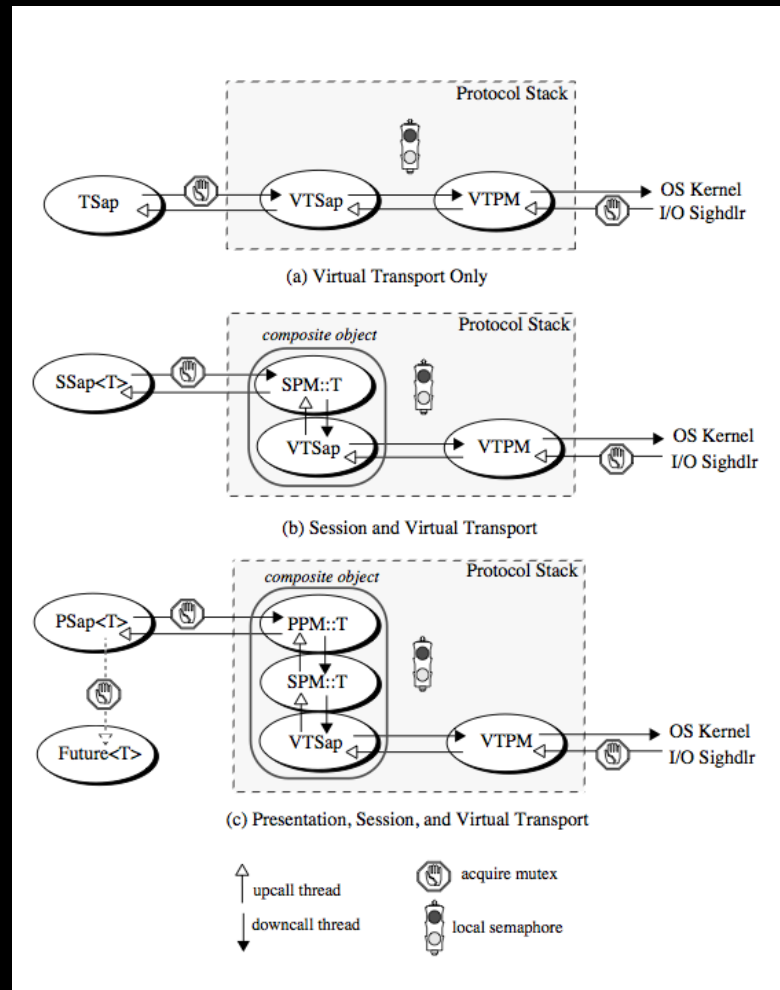 Protocol Stack
TSap
VTSap
VTPM
OS Kernel
I/O Sighdlr
(a) Virtual Transport Only
Protocol Stack
composite object
SSap<T>
SPM::T
VTSap
VTPM
OS Kernel
I/O Sighdlr
(b) Session and Virtual Transport
Protocol Stack
composite object
PSap<T>
PPM::T
SPM::T
Future<T>
VTSap
VTPM
OS Kernel
I/O Sighdlr
(c) Presentation, Session, and Virtual Transport
upcall thread
acquire mutex
downcall thread
local semaphore